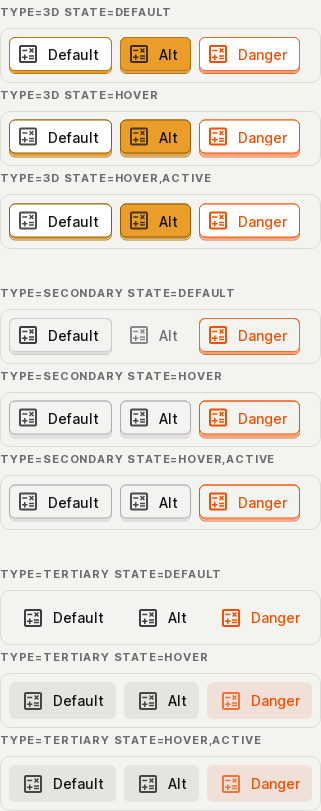 TYPE=3D STATE=DEFAULT
Default Alt Danger
TYPE=3D STATE=HOVER
Default Alt Danger
TYPE=3D STATE=HOVER,ACTIVE
Default Alt Danger
TYPE=SECONDARY STATE=DEFAULT
Default Alt Danger
TYPE=SECONDARY STATE=HOVER
Default Alt Danger
TYPE=SECONDARY STATE=HOVER,ACTIVE
Default Alt Danger
TYPE=TERTIARY STATE=DEFAULT
Default Alt Danger
TYPE=TERTIARY STATE=HOVER
Default Alt Danger
TYPE=TERTIARY STATE=HOVER,ACTIVE
Default Alt Danger